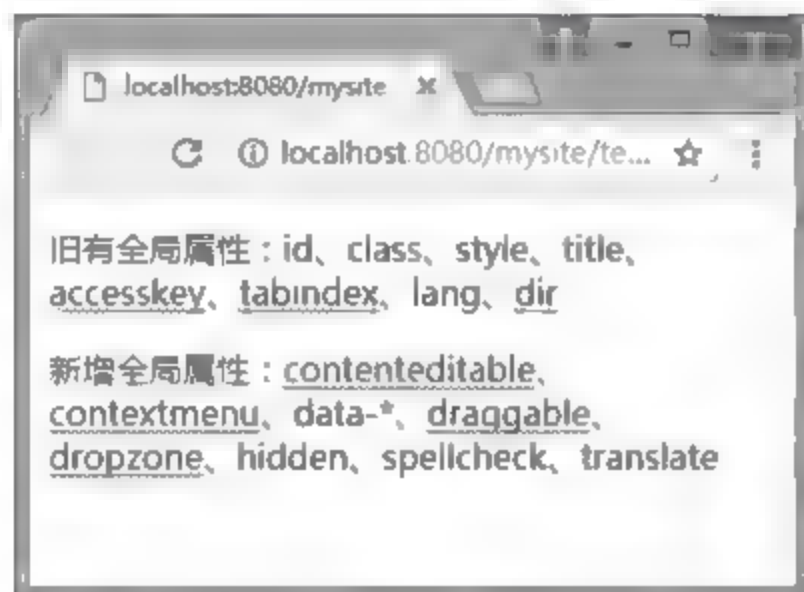 localhost:8080/mysite
localhost:8080/mysite/te...
旧有全局属性：id、class、style、title、
accesskey、tabindex、lang、dir
新增全局属性：contenteditable、
contextmenu、data-*、draggable、
dropzone、hidden、spellcheck、translate